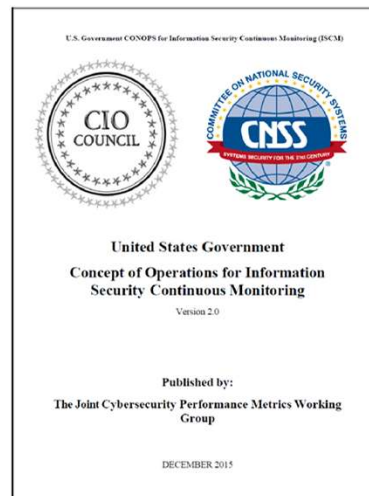 U.S. Government CONOPS for Information Security Continuous Monitoring (ISCM)
CIO
COUNCIL
COMMITTEE ON NATIONAL SECURITY SYSTEMS
CNSS
SYSTEMS SECURITY FOR THE 21ST CENTURY
®
United States Government
Concept of Operations for Information
Security Continuous Monitoring
Version 2.0
Published by:
The Joint Cybersecurity Performance Metrics Working
Group
DECEMBER 2015